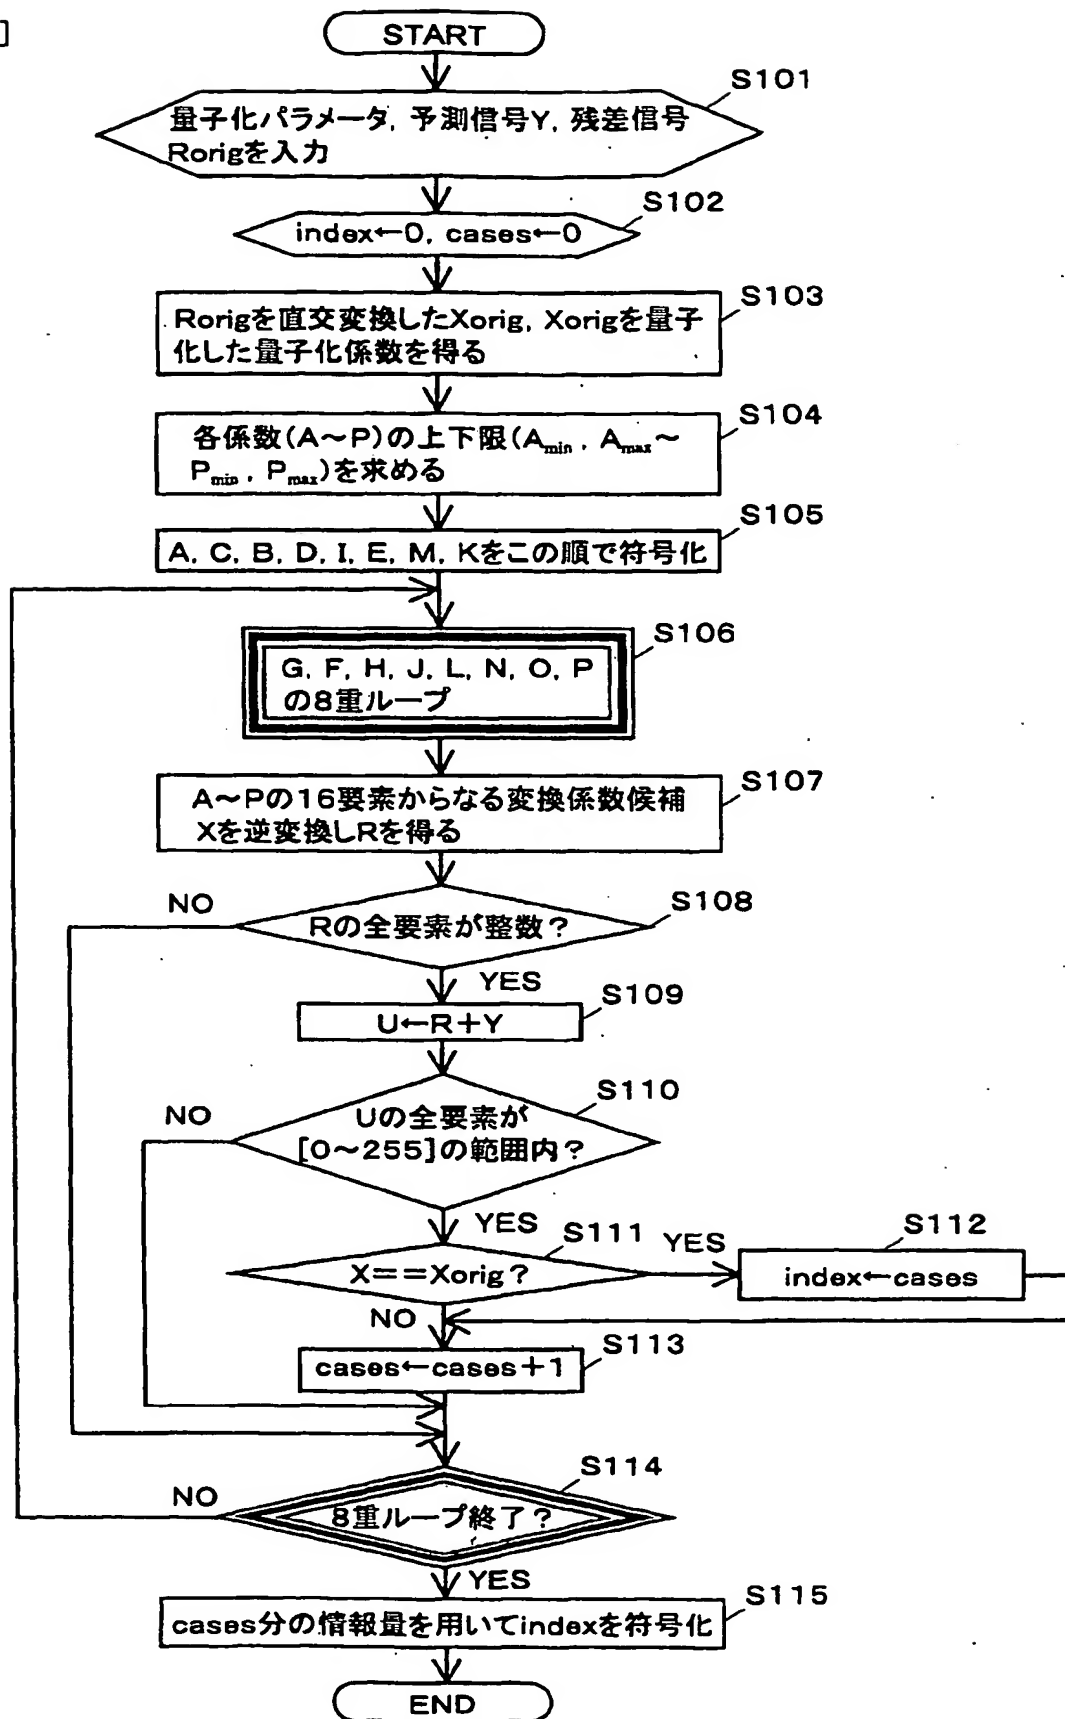 ]
START
S101
量子化パラメータ, 予測信号Y, 残差信号
Rorigを入力
S102
index←0, cases←0
S103
Rorigを直交変換したXorig, Xorigを量子
化した量子化係数を得る
S104
各係数(A～P)の上下限(Amin, Amax～
Pmin, Pmax)を求める
S105
A, C, B, D, I, E, M, Kをこの順で符号化
S106
G, F, H, J, L, N, O, P
の8重ループ
S107
A～Pの16要素からなる変換係数候補
Xを逆変換しRを得る
S108
NO
Rの全要素が整数?
YES
S109
U←R+Y
S110
NO
Uの全要素が
[0～255]の範囲内?
YES
S111
X==Xorig?
YES
S112
index←cases
NO
S113
cases←cases+1
S114
NO
8重ループ終了?
YES
S115
cases分の情報量を用いてindexを符号化
END